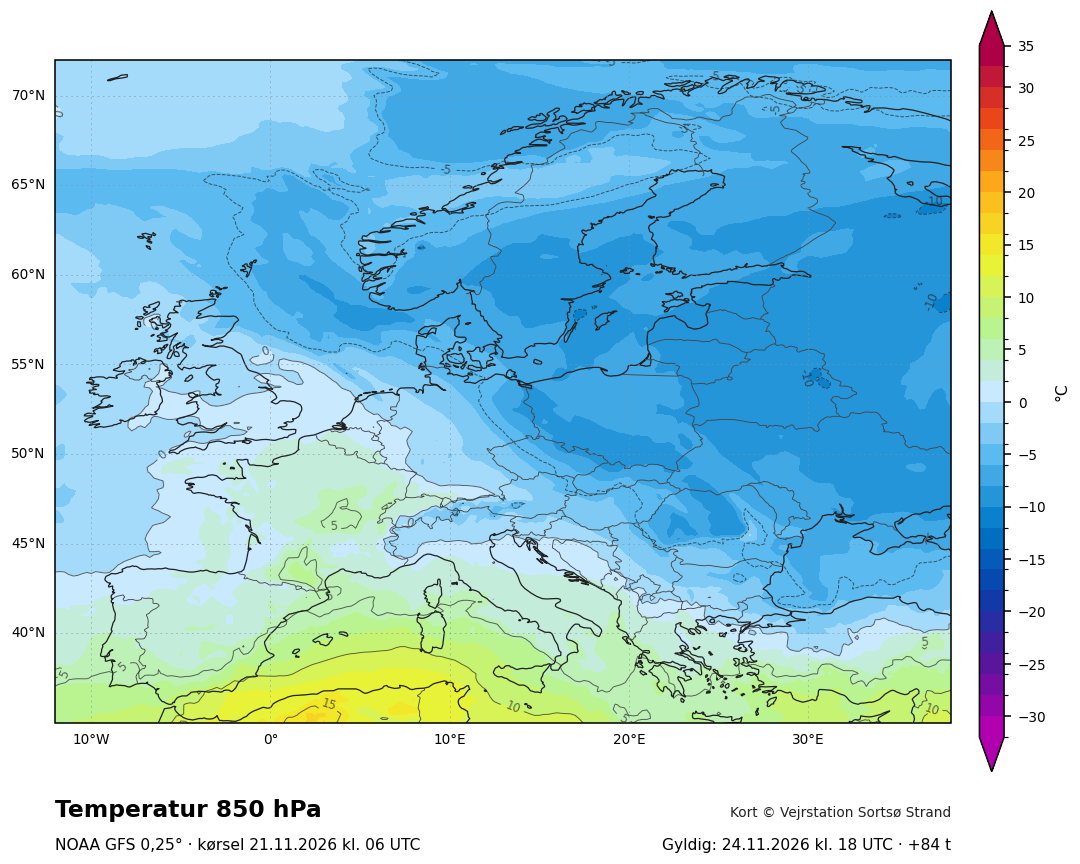 70°N
65°N
60°N
55°N
50°N
45°N
40°N
10°W 0° 10°E 20°E 30°E
35
30
25
20
15
10
5
0
−5
−10
−15
−20
−25
−30
°C
Temperatur 850 hPa
Kort © Vejrstation Sortsø Strand
NOAA GFS 0,25° · kørsel 21.11.2026 kl. 06 UTC
Gyldig: 24.11.2026 kl. 18 UTC · +84 t